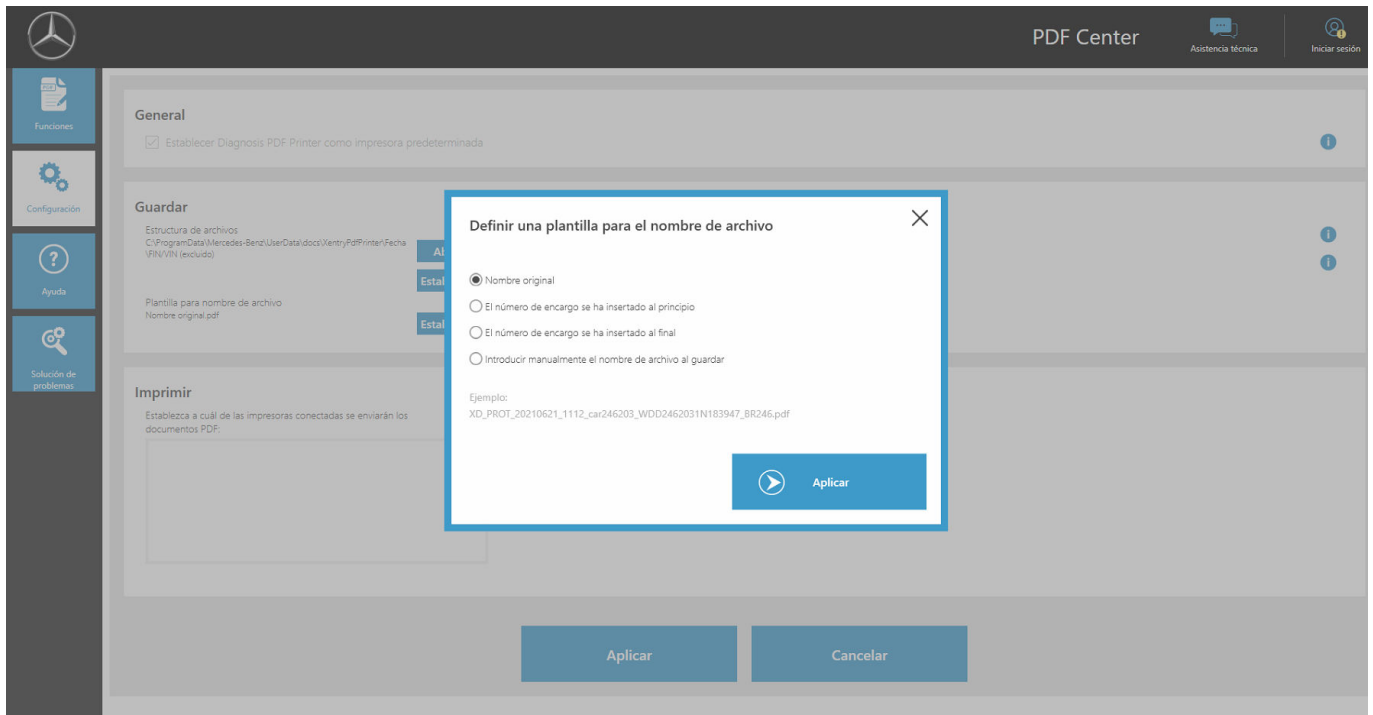 PDF Center
Asistencia técnica
Iniciar sesión
PDF
Funciones
Configuración
Ayuda
Solución de
problemas
General
Establecer Diagnosis PDF Printer como impresora predeterminada
Guardar
Estructura de archivos
C:\ProgramData\Mercedes-Benz\UserData\docs\XentryPdfPrinter\Fecha
\FIN/VIN (excluido)
Plantilla para nombre de archivo
Nombre original.pdf
Imprimir
Establezca a cuál de las impresoras conectadas se enviarán los
documentos PDF:
Definir una plantilla para el nombre de archivo
Nombre original
El número de encargo se ha insertado al principio
El número de encargo se ha insertado al final
Introducir manualmente el nombre de archivo al guardar
Ejemplo:
XD_PROT_20210621_1112_car246203_WDD2462031N183947_BR246.pdf
Aplicar
Aplicar
Cancelar